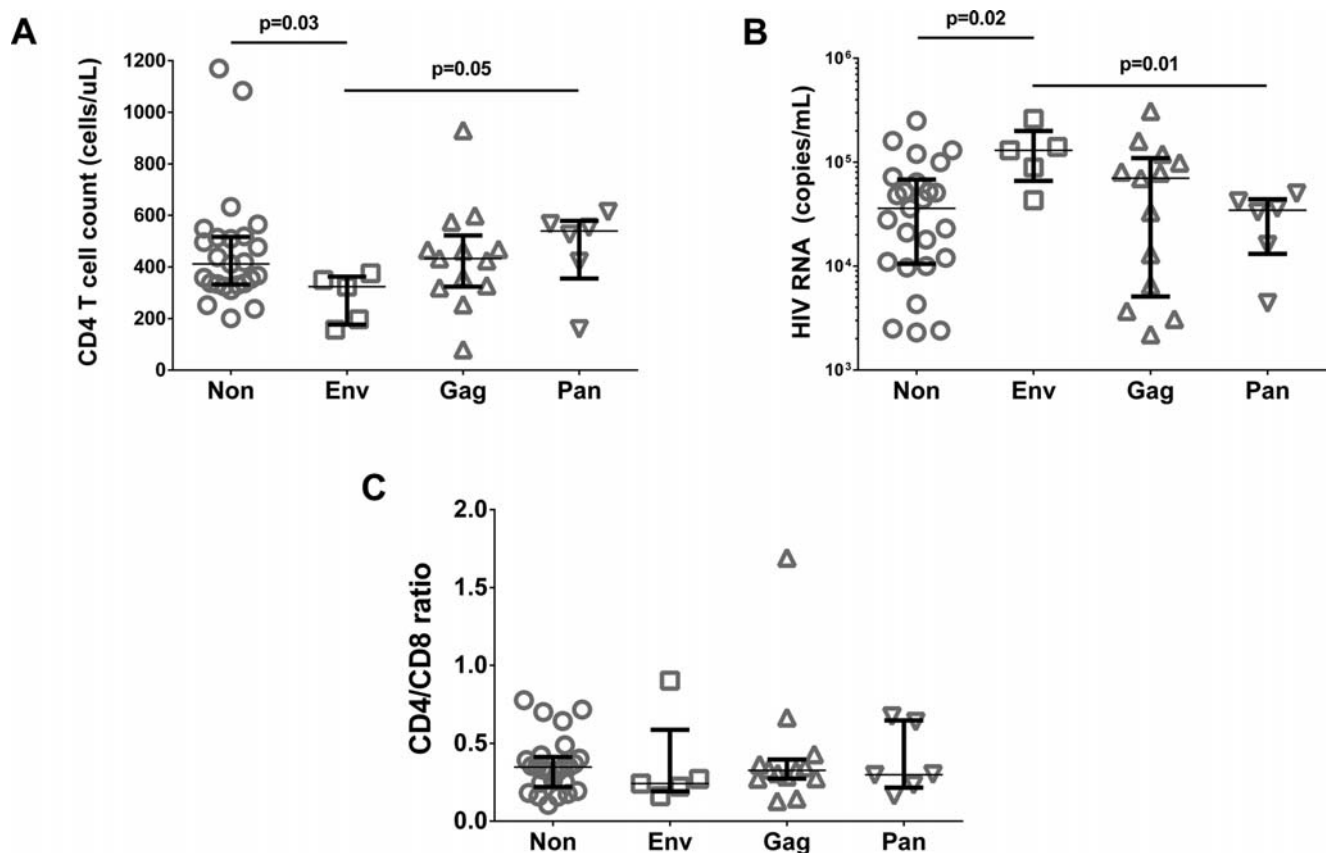 A
p=0.03
p=0.05
CD4 T cell count (cells/uL)
1200
1000
800
600
400
200
0
Non Env Gag Pan
B
p=0.02
p=0.01
HIV RNA (copies/mL)
10⁶
10⁵
10⁴
10³
Non Env Gag Pan
C
CD4/CD8 ratio
2.0
1.5
1.0
0.5
0.0
Non Env Gag Pan